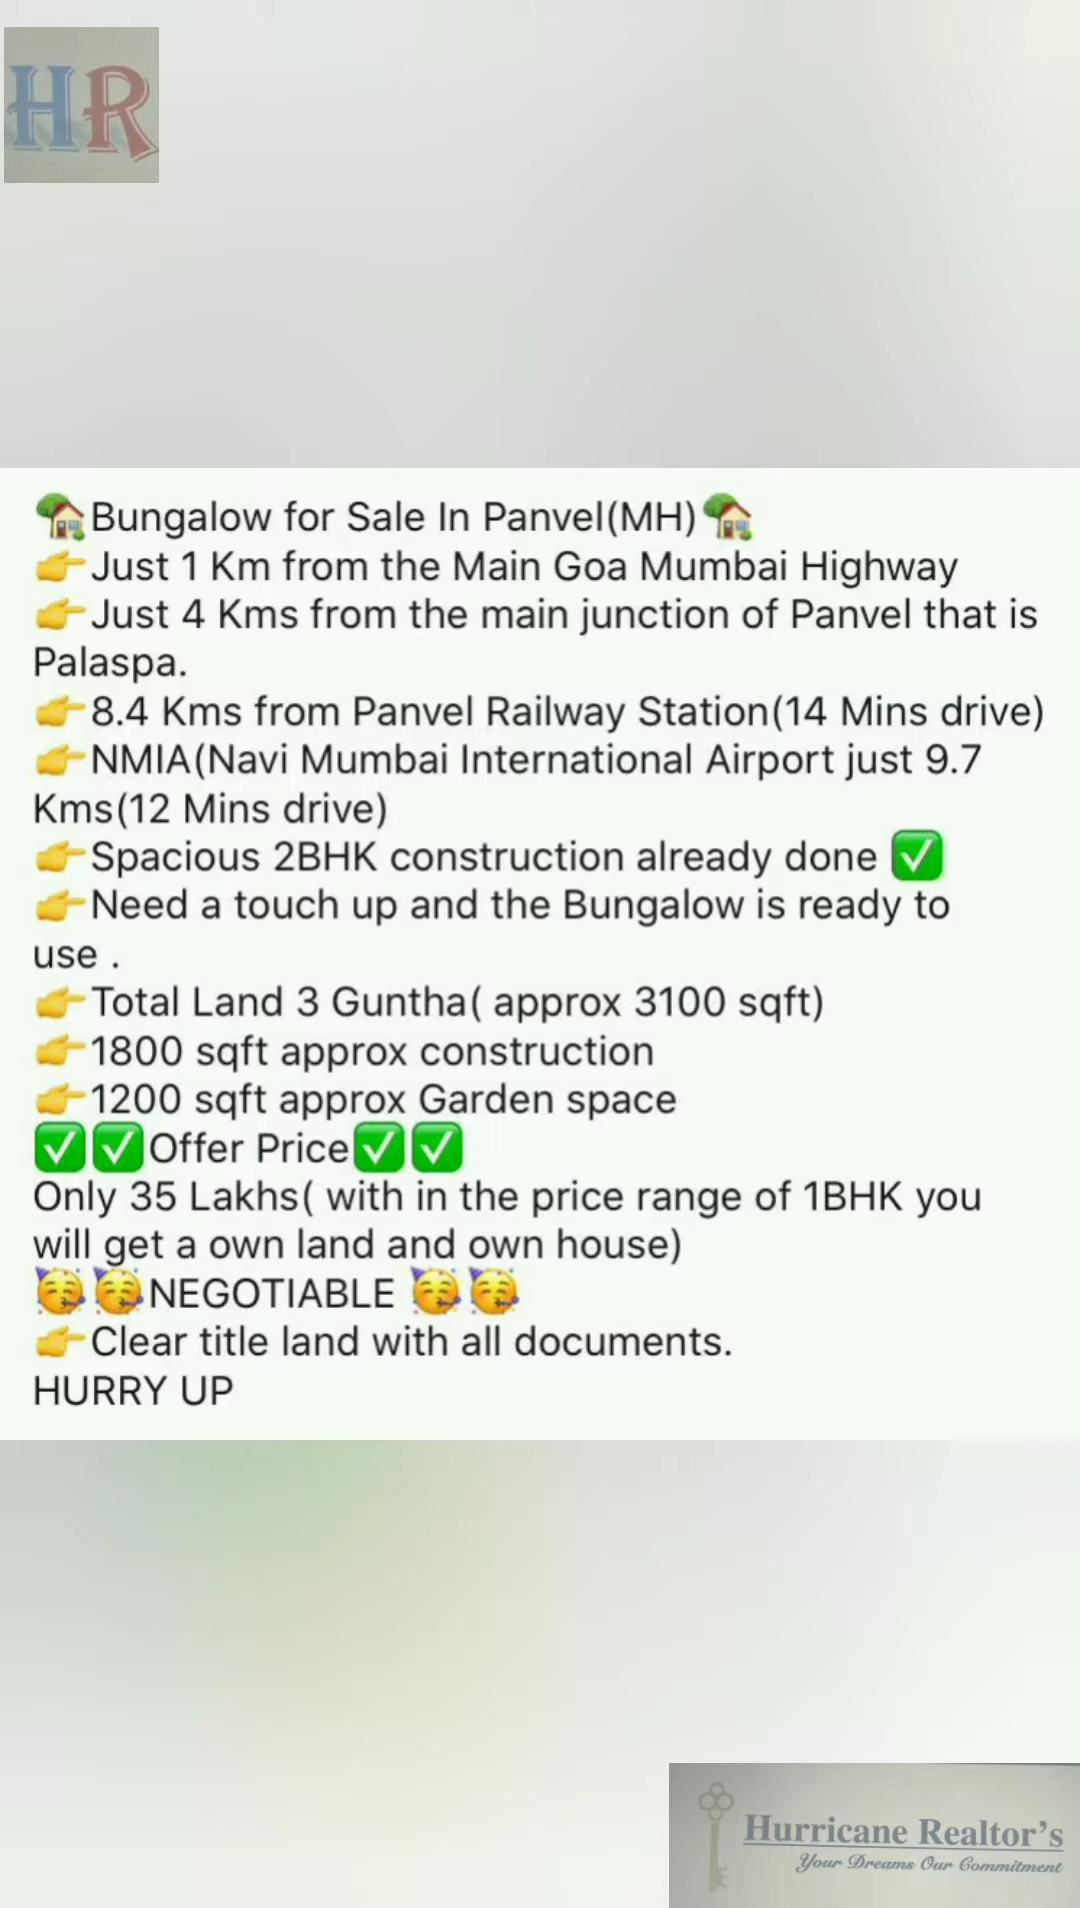 HR
🏡Bungalow for Sale In Panvel(MH)🏡
👉Just 1 Km from the Main Goa Mumbai Highway
👉Just 4 Kms from the main junction of Panvel that is
Palaspa.
👉8.4 Kms from Panvel Railway Station(14 Mins drive)
👉NMIA(Navi Mumbai International Airport just 9.7
Kms(12 Mins drive)
👉Spacious 2BHK construction already done ✅
👉Need a touch up and the Bungalow is ready to
use .
👉Total Land 3 Guntha( approx 3100 sqft)
👉1800 sqft approx construction
👉1200 sqft approx Garden space
✅✅Offer Price✅✅
Only 35 Lakhs( with in the price range of 1BHK you
will get a own land and own house)
🥳🥳NEGOTIABLE 🥳🥳
👉Clear title land with all documents.
HURRY UP
Hurricane Realtor's
Your Dreams Our Commitment